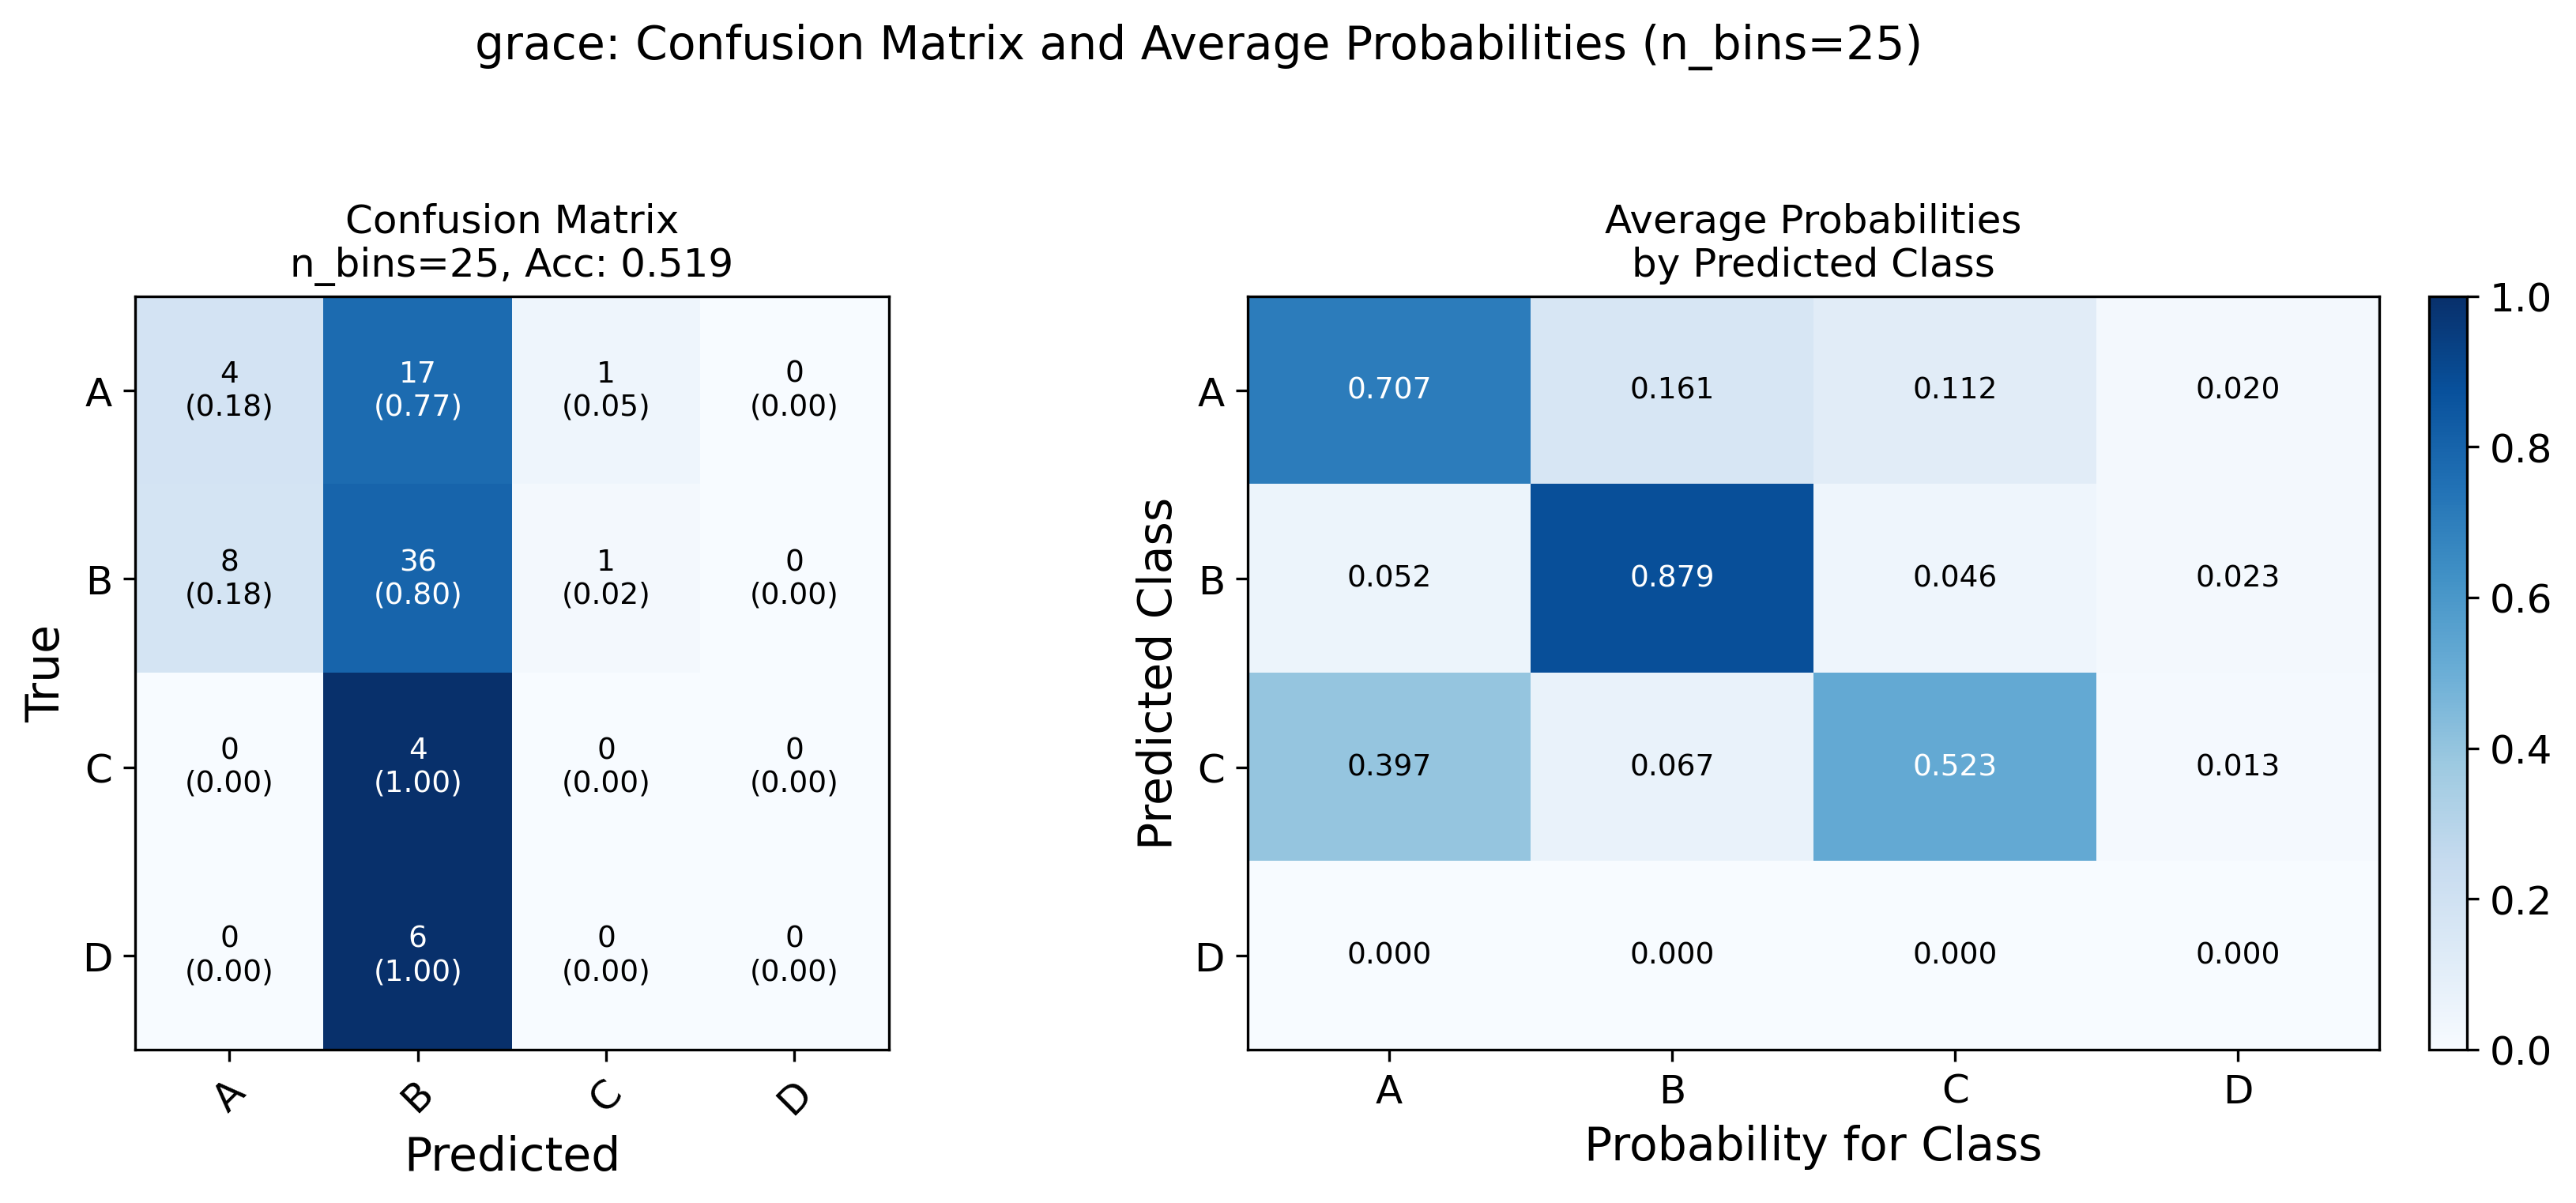 grace: Confusion Matrix and Average Probabilities (n_bins=25)
Confusion Matrix
n_bins=25, Acc: 0.519
True
A
4
(0.18)
17
(0.77)
1
(0.05)
0
(0.00)
B
8
(0.18)
36
(0.80)
1
(0.02)
0
(0.00)
C
0
(0.00)
4
(1.00)
0
(0.00)
0
(0.00)
D
0
(0.00)
6
(1.00)
0
(0.00)
0
(0.00)
A
B
C
D
Predicted
Average Probabilities
by Predicted Class
Predicted Class
A
0.707
0.161
0.112
0.020
B
0.052
0.879
0.046
0.023
C
0.397
0.067
0.523
0.013
D
0.000
0.000
0.000
0.000
A
B
C
D
Probability for Class
1.0
0.8
0.6
0.4
0.2
0.0